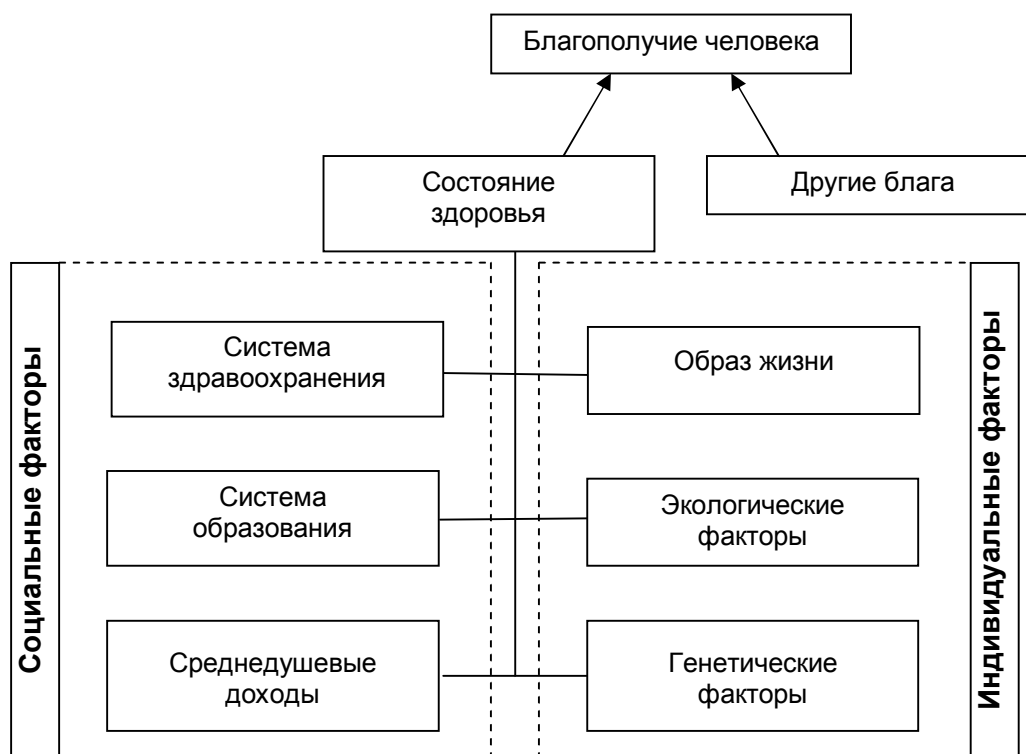 Благополучие человека
Состояние
здоровья
Другие блага
Социальные факторы
Система
здравоохранения
Образ жизни
Система
образования
Экологические
факторы
Среднедушевые
доходы
Генетические
факторы
Индивидуальные факторы